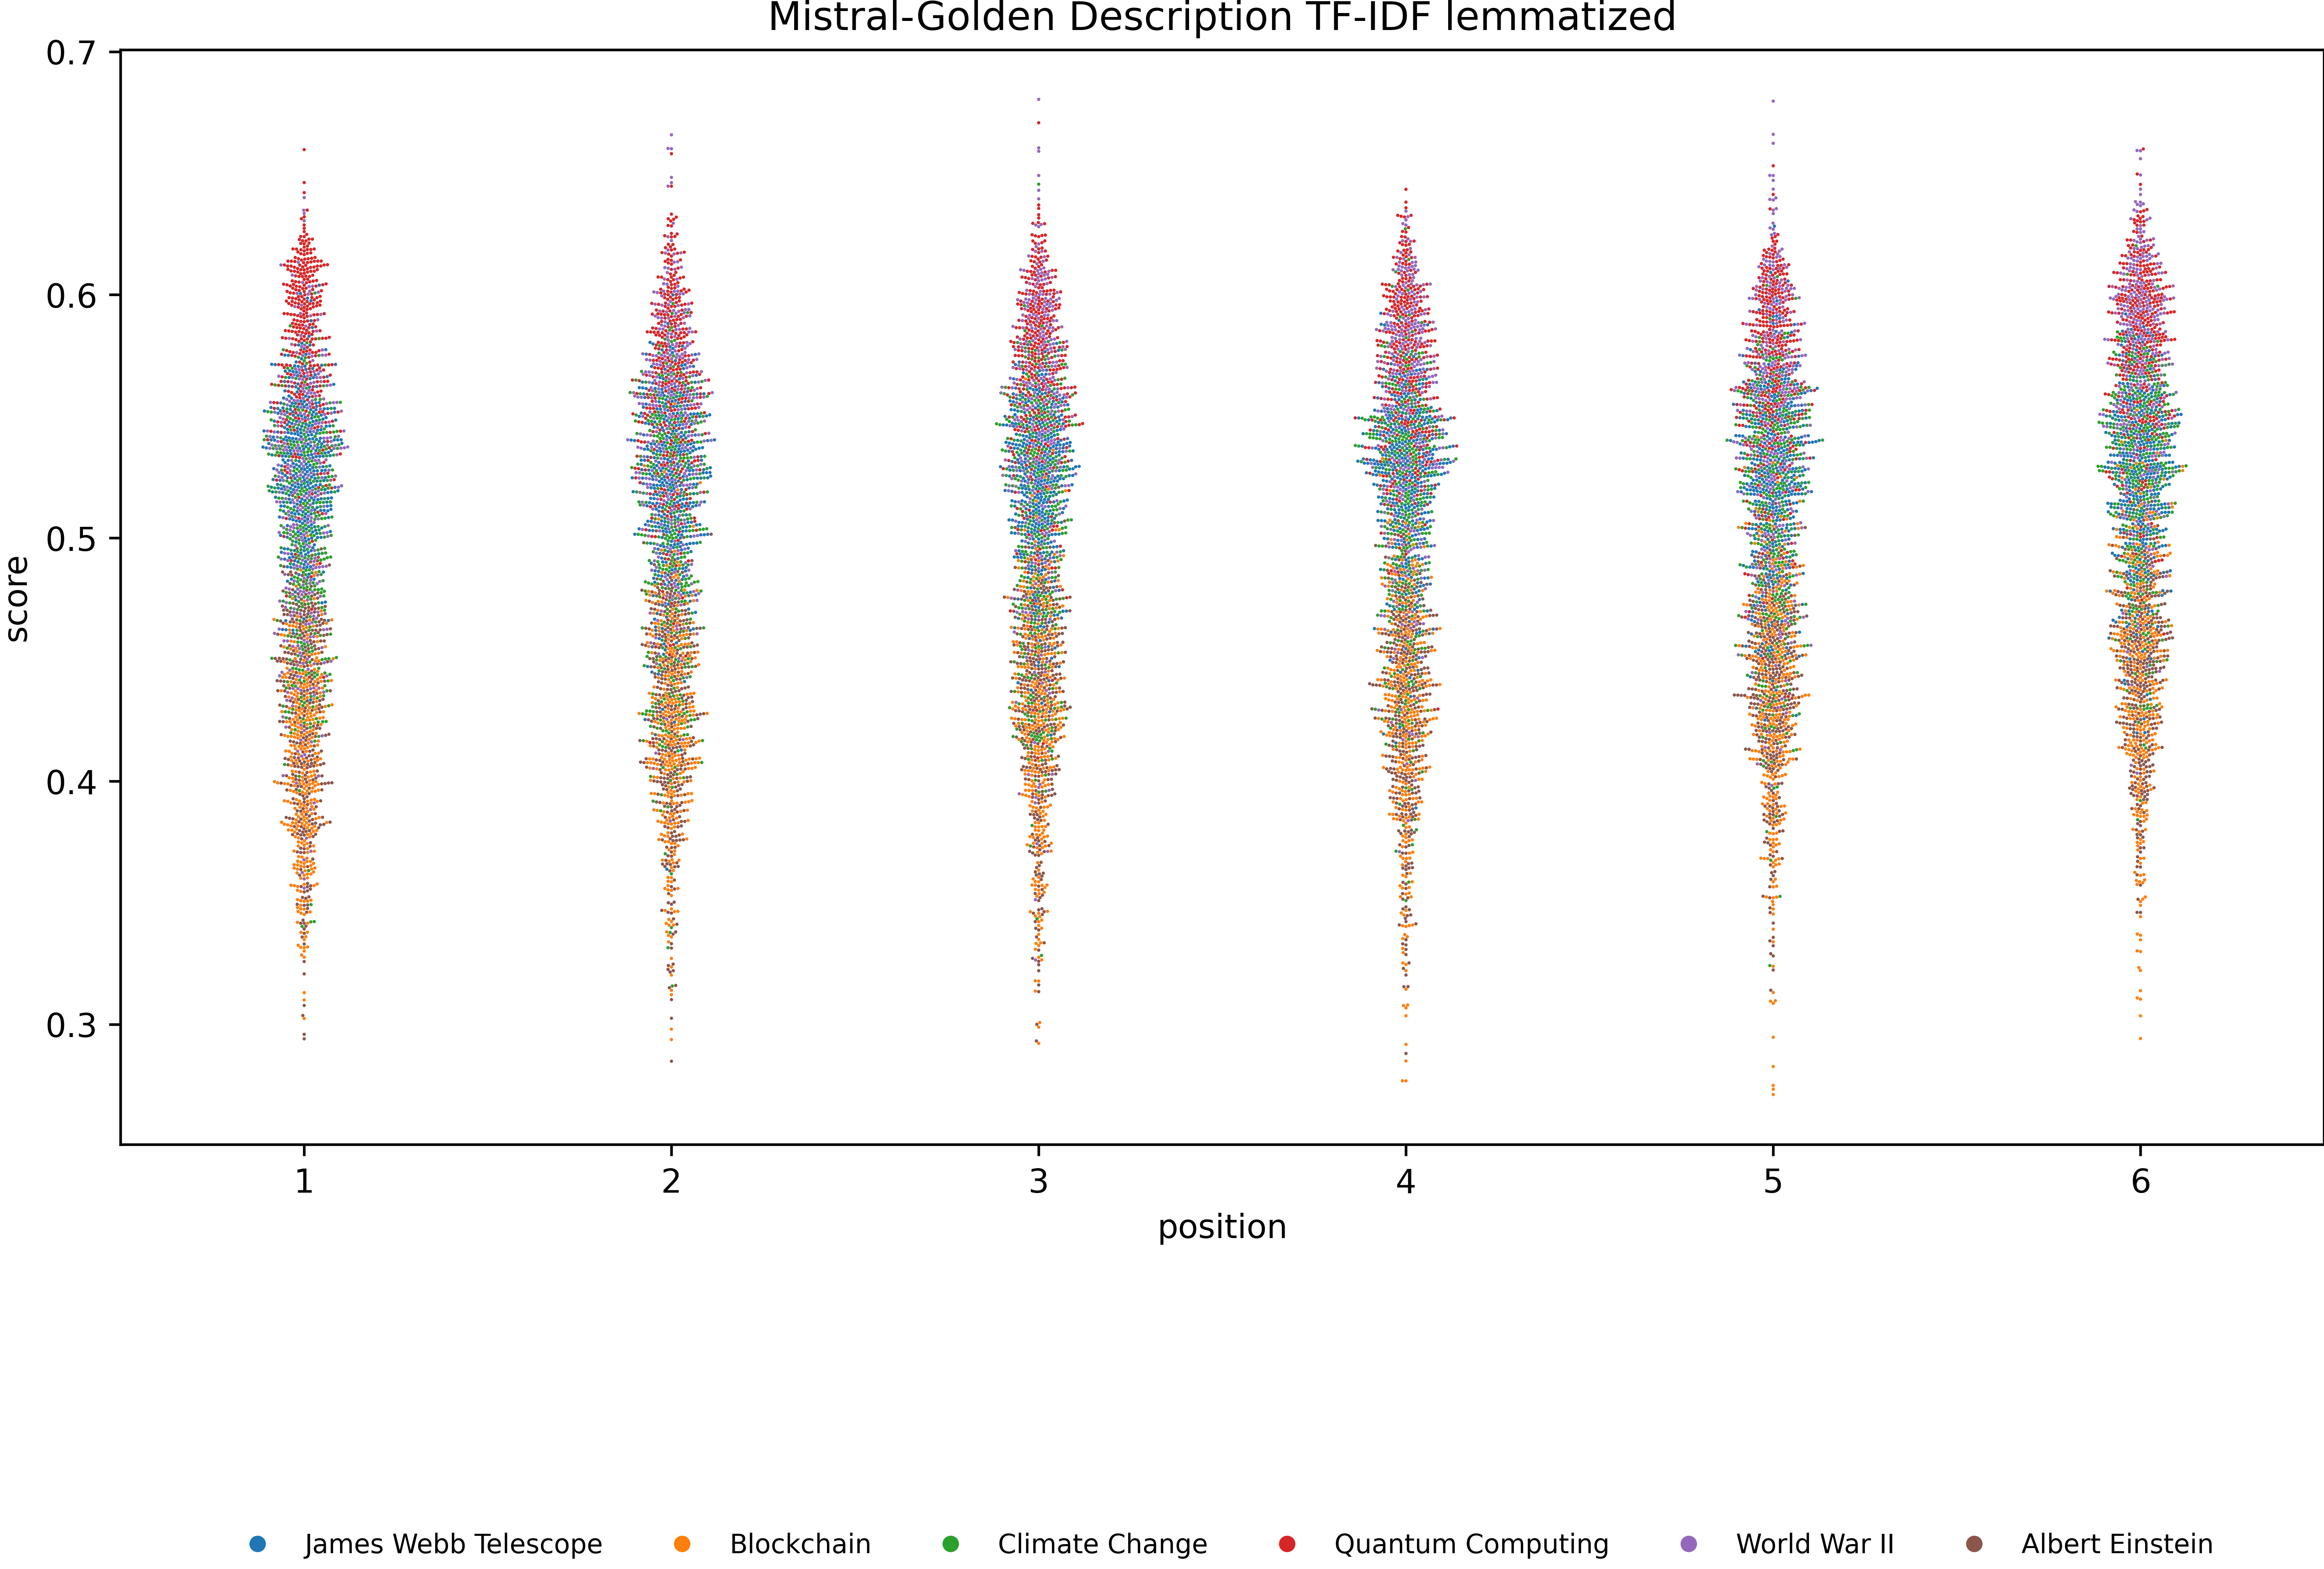 Mistral-Golden Description TF-IDF lemmatized
0.7
0.6
0.5
0.4
0.3
score
1 2 3 4 5 6
position
James Webb Telescope Blockchain Climate Change Quantum Computing World War II Albert Einstein